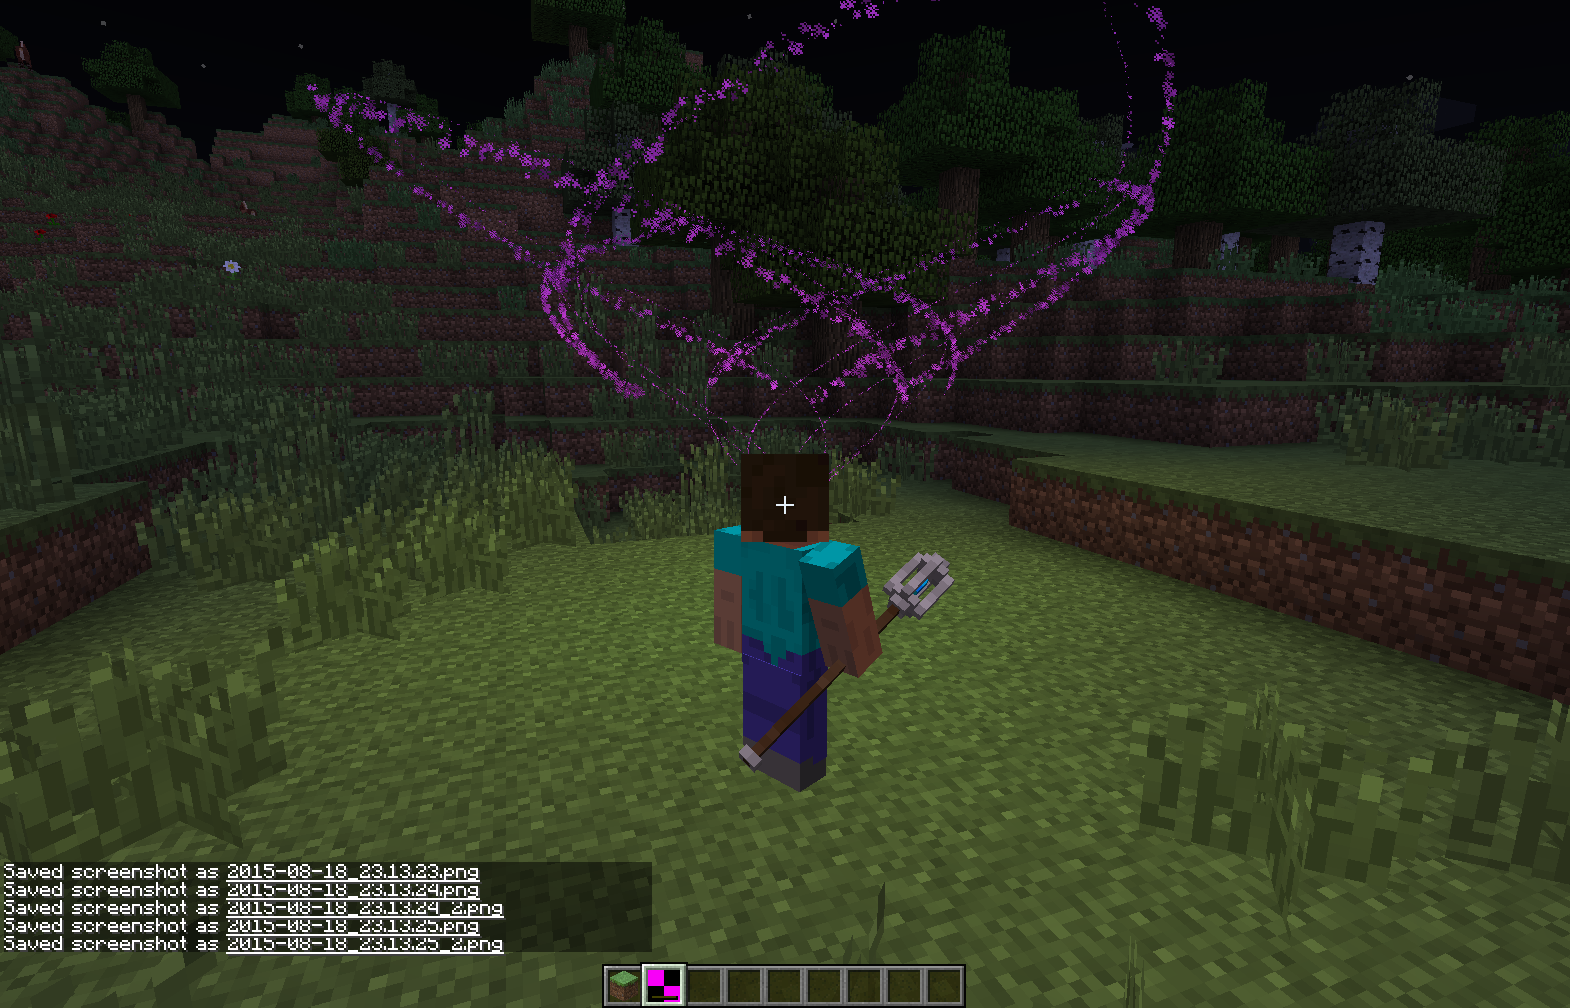 Saved screenshot as 2015-08-18_23.13.23.png
Saved screenshot as 2015-08-18_23.13.24.png
Saved screenshot as 2015-08-18_23.13.24_2.png
Saved screenshot as 2015-08-18_23.13.25.png
Saved screenshot as 2015-08-18_23.13.25_2.png